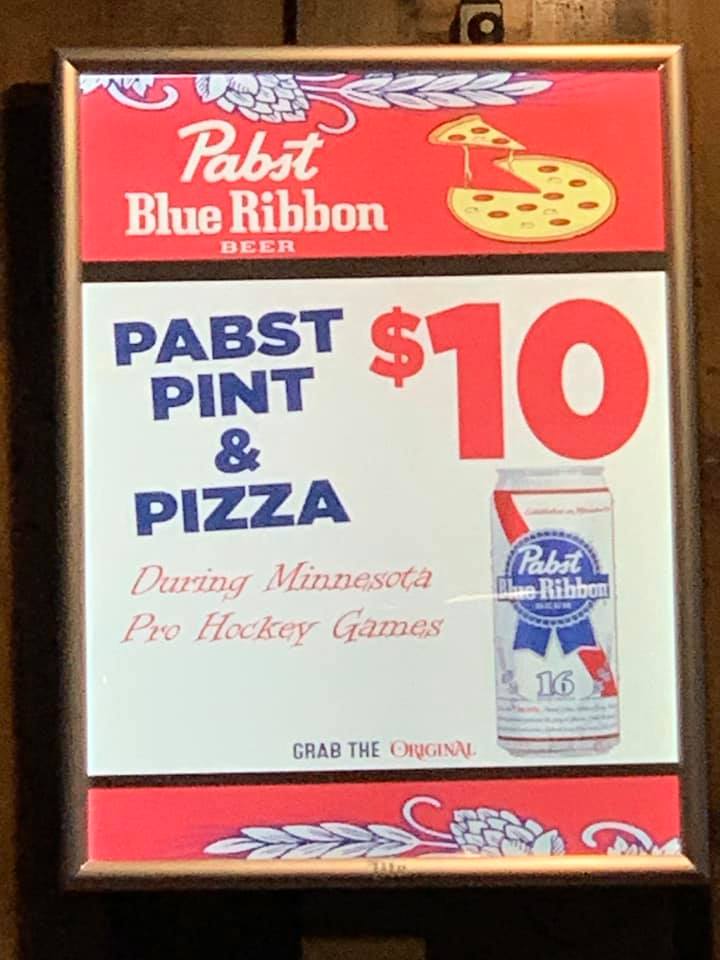 Pabst
Blue Ribbon
BEER
PABST
PINT
&
PIZZA
$10
During Minnesota
Pro Hockey Games
Pabst
Blue Ribbon
16
GRAB THE ORIGINAL